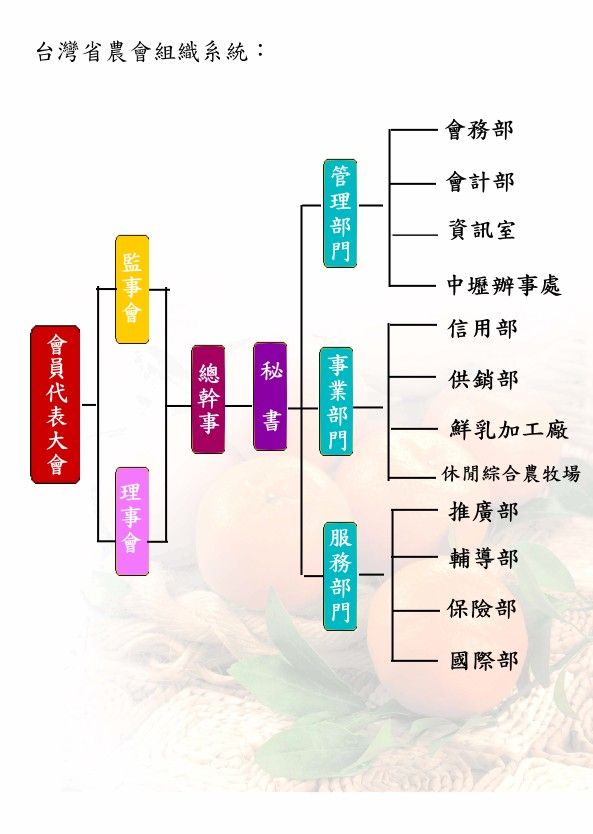 台灣省農會組織系統：
會員代表大會
監事會
理事會
總幹事
秘書
管理部門
會務部
會計部
資訊室
中壢辦事處
事業部門
信用部
供銷部
鮮乳加工廠
休閒綜合農牧場
服務部門
推廣部
輔導部
保險部
國際部